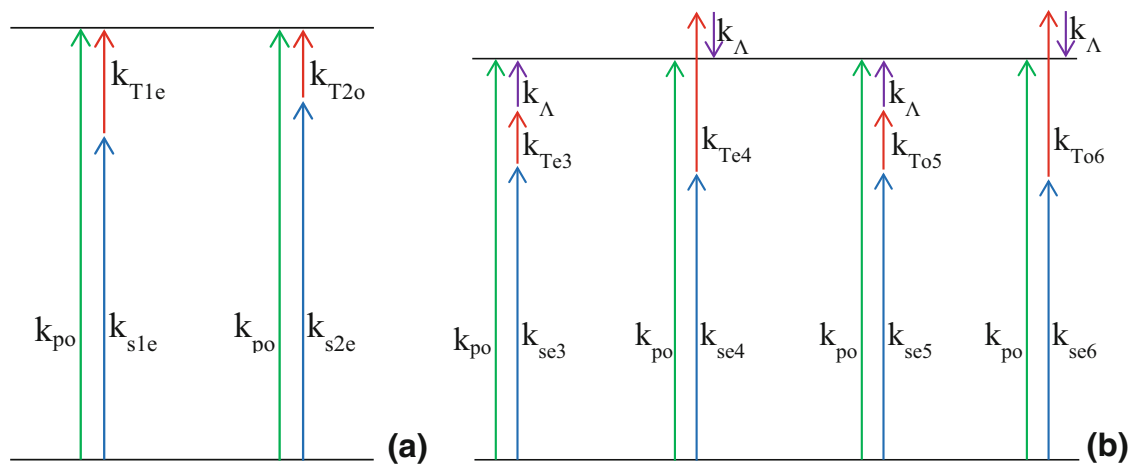 k_T1e k_T2o
k_po k_s1e k_po k_s2e
(a)
k_Λ k_Λ
k_Λ k_Λ
k_Te3 k_Te4 k_To5 k_To6
k_po k_se3 k_po k_se4 k_po k_se5 k_po k_se6
(b)